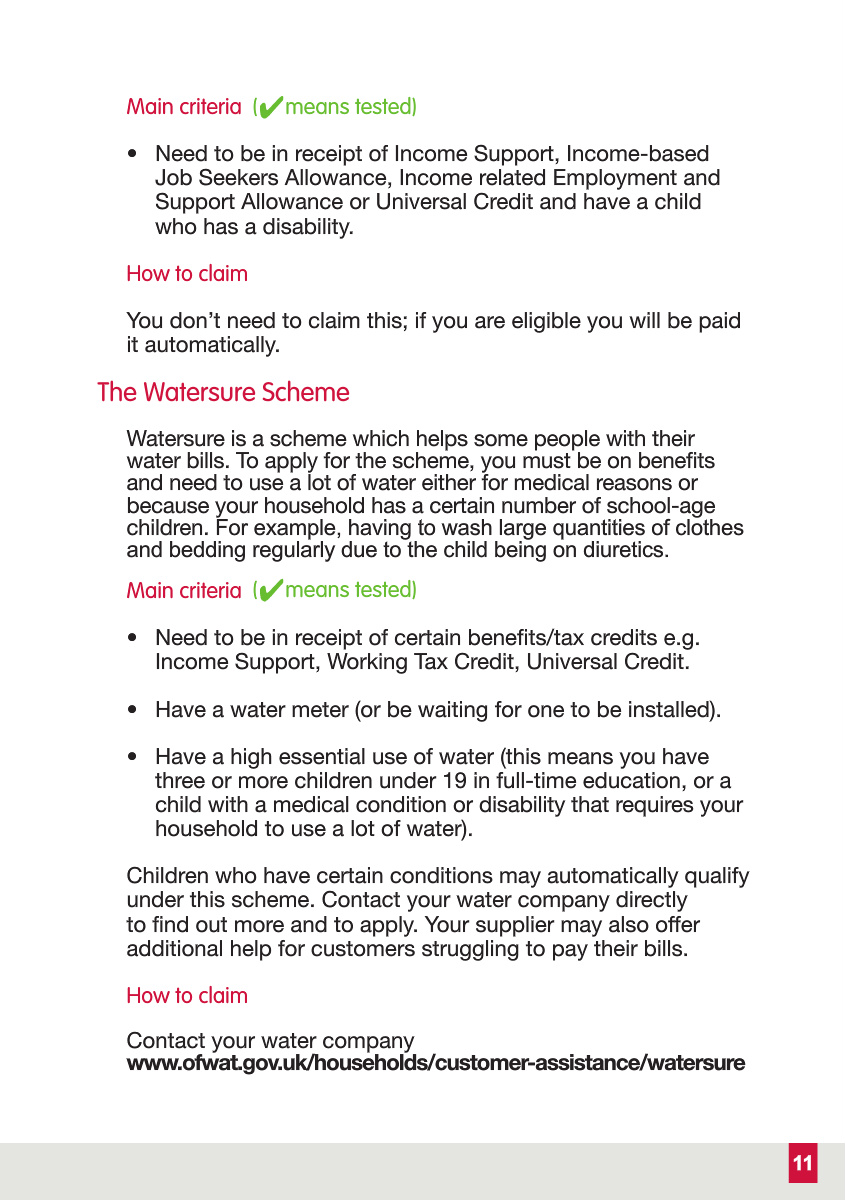 Main criteria (✔means tested)
• Need to be in receipt of Income Support, Income-based
Job Seekers Allowance, Income related Employment and
Support Allowance or Universal Credit and have a child
who has a disability.
How to claim
You don’t need to claim this; if you are eligible you will be paid
it automatically.
The Watersure Scheme
Watersure is a scheme which helps some people with their
water bills. To apply for the scheme, you must be on benefits
and need to use a lot of water either for medical reasons or
because your household has a certain number of school-age
children. For example, having to wash large quantities of clothes
and bedding regularly due to the child being on diuretics.
Main criteria (✔means tested)
• Need to be in receipt of certain benefits/tax credits e.g.
Income Support, Working Tax Credit, Universal Credit.
• Have a water meter (or be waiting for one to be installed).
• Have a high essential use of water (this means you have
three or more children under 19 in full-time education, or a
child with a medical condition or disability that requires your
household to use a lot of water).
Children who have certain conditions may automatically qualify
under this scheme. Contact your water company directly
to find out more and to apply. Your supplier may also offer
additional help for customers struggling to pay their bills.
How to claim
Contact your water company
www.ofwat.gov.uk/households/customer-assistance/watersure
11